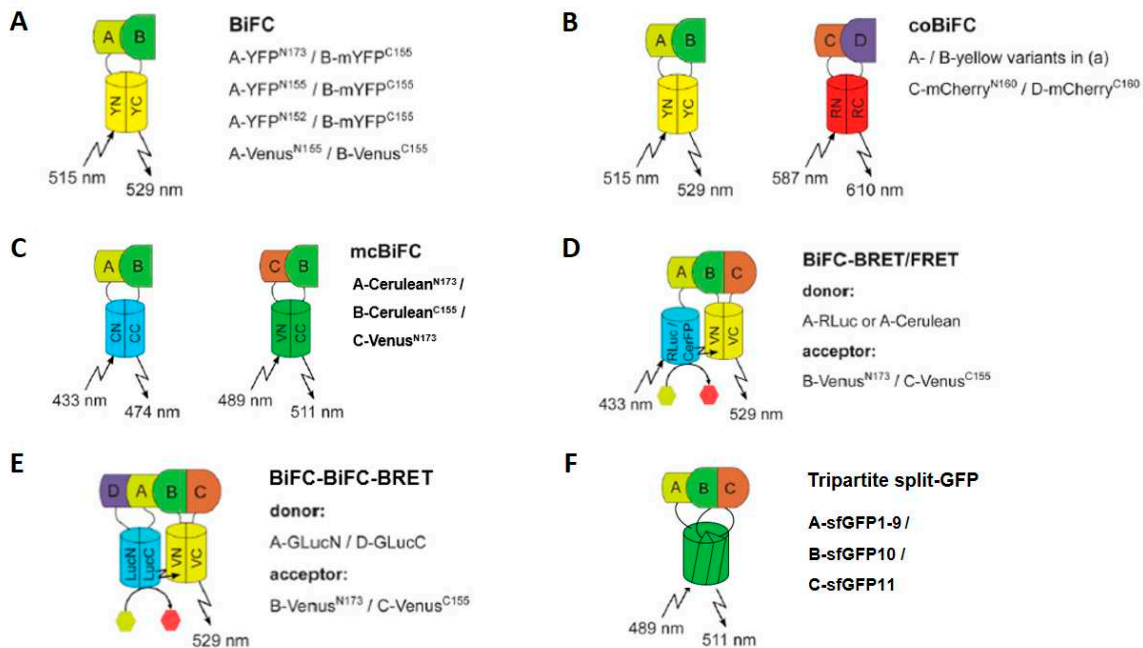 A
BiFC
A B
YN YC
515 nm
529 nm
A-YFPᴺ¹⁷³ / B-mYFPᶜ¹⁵⁵
A-YFPᴺ¹⁵⁵ / B-mYFPᶜ¹⁵⁵
A-YFPᴺ¹⁵² / B-mYFPᶜ¹⁵⁵
A-Venusᴺ¹⁵⁵ / B-Venusᶜ¹⁵⁵
B
coBiFC
A B
YN YC
515 nm
529 nm
C D
RN RC
587 nm
610 nm
A- / B-yellow variants in (a)
C-mCherryᴺ¹⁶⁰ / D-mCherryᶜ¹⁶⁰
C
mcBiFC
A B
CN CC
433 nm
474 nm
C B
VN CC
489 nm
511 nm
A-Ceruleanᴺ¹⁷³ /
B-Ceruleanᶜ¹⁵⁵ /
C-Venusᴺ¹⁷³
D
BiFC-BRET/FRET
A B C
RLuc /
CerFP
VN VC
433 nm
529 nm
donor:
A-RLuc or A-Cerulean
acceptor:
B-Venusᴺ¹⁷³ / C-Venusᶜ¹⁵⁵
E
BiFC-BiFC-BRET
D A B C
LucN LucC
VN VC
529 nm
donor:
A-GLucN / D-GLucC
acceptor:
B-Venusᴺ¹⁷³ / C-Venusᶜ¹⁵⁵
F
Tripartite split-GFP
A B C
489 nm
511 nm
A-sfGFP1-9 /
B-sfGFP10 /
C-sfGFP11